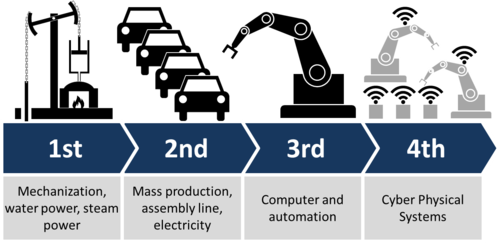 1st
2nd
3rd
4th
Mechanization,
water power, steam
power
Mass production,
assembly line,
electricity
Computer and
automation
Cyber Physical
Systems